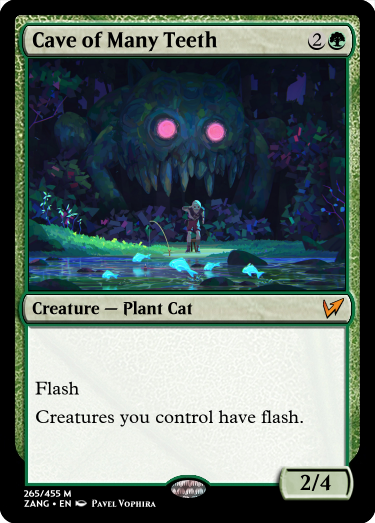 Cave of Many Teeth 2
Creature — Plant Cat
Flash
Creatures you control have flash.
2/4
265/455 M
ZANG • EN Pavel Vophira